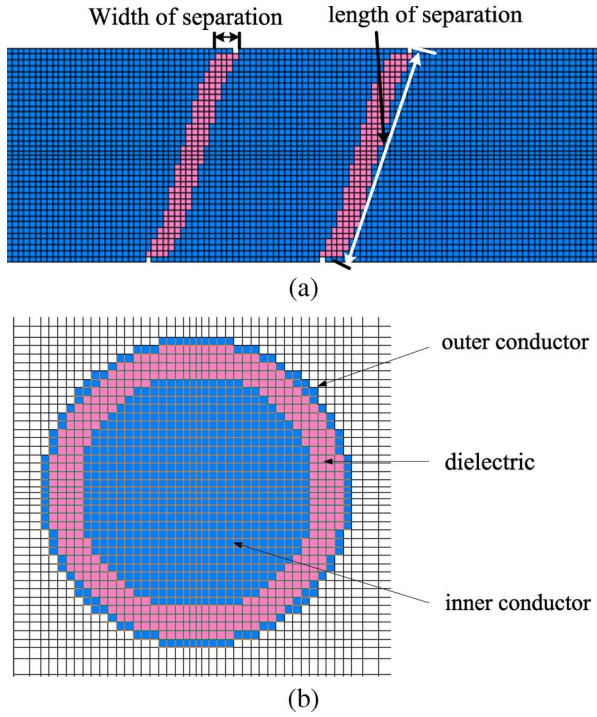 Width of separation
length of separation
(a)
outer conductor
dielectric
inner conductor
(b)